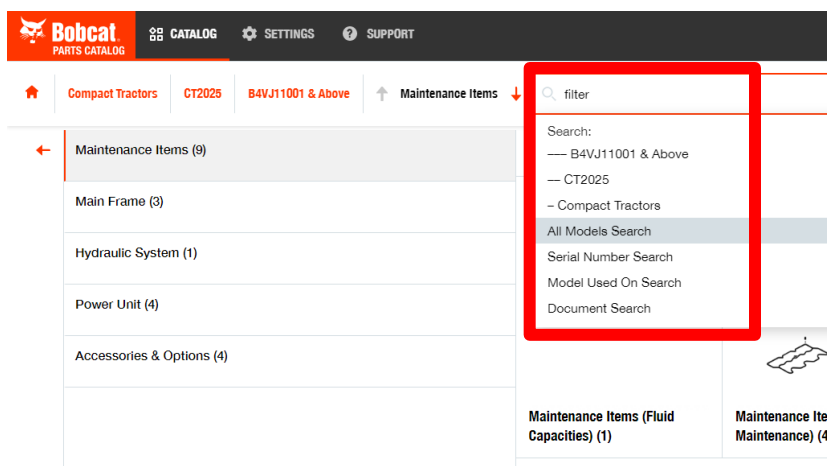 Bobcat.
PARTS CATALOG
CATALOG
SETTINGS
SUPPORT
Compact Tractors
CT2025
B4VJ11001 & Above
Maintenance Items
filter
Search:
--- B4VJ11001 & Above
-- CT2025
- Compact Tractors
All Models Search
Serial Number Search
Model Used On Search
Document Search
Maintenance Items (9)
Main Frame (3)
Hydraulic System (1)
Power Unit (4)
Accessories & Options (4)
Maintenance Items (Fluid
Capacities) (1)
Maintenance Ite
Maintenance) (4